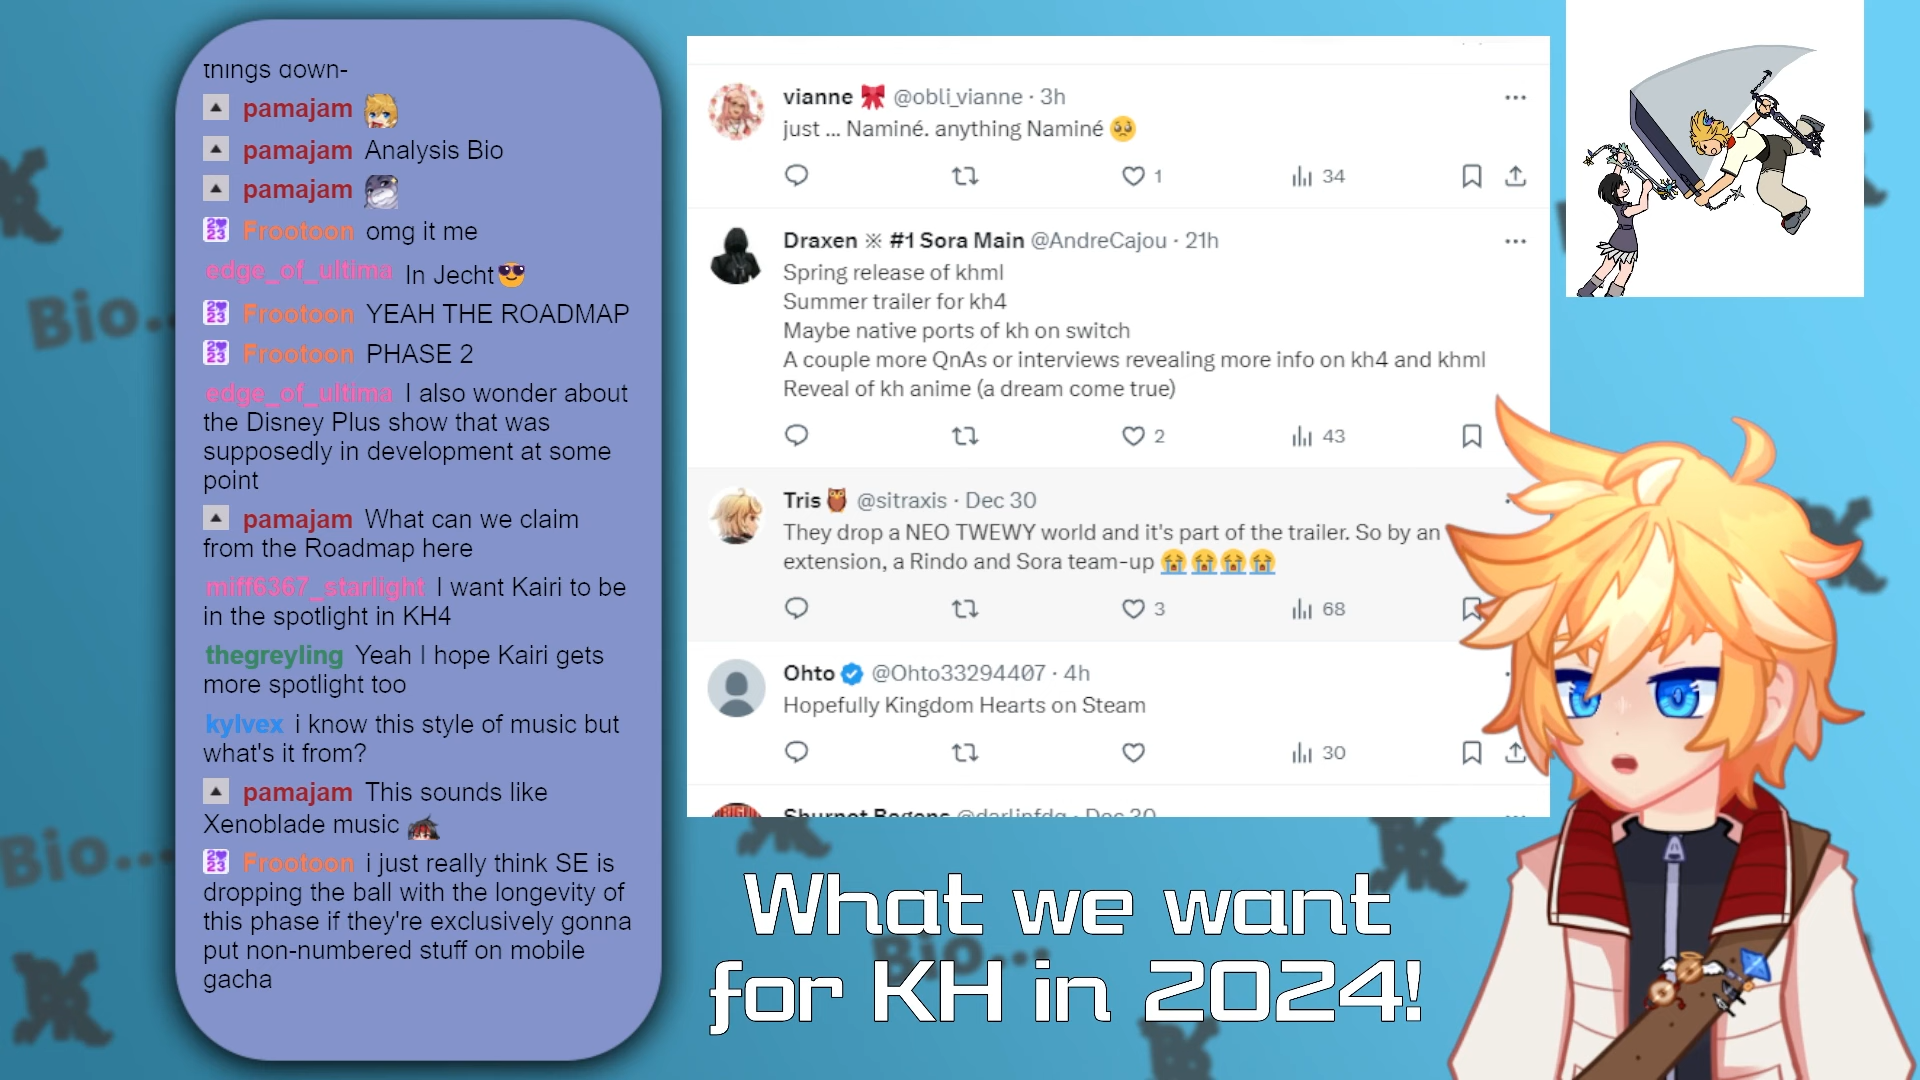 things down-
pamajam
pamajam Analysis Bio
pamajam
Frootoon omg it me
edge_of_ultima In Jecht😎
Frootoon YEAH THE ROADMAP
Frootoon PHASE 2
edge_of_ultima I also wonder about
the Disney Plus show that was
supposedly in development at some
point
pamajam What can we claim
from the Roadmap here
miff6367_starlight I want Kairi to be
in the spotlight in KH4
thegreyling Yeah I hope Kairi gets
more spotlight too
kylvex i know this style of music but
what's it from?
pamajam This sounds like
Xenoblade music
Frootoon i just really think SE is
dropping the ball with the longevity of
this phase if they're exclusively gonna
put non-numbered stuff on mobile
gacha
vianne 🎀 @obli_vianne · 3h
just ... Naminé. anything Naminé 🥺
1 34
Draxen ※ #1 Sora Main @AndreCajou · 21h
Spring release of khml
Summer trailer for kh4
Maybe native ports of kh on switch
A couple more QnAs or interviews revealing more info on kh4 and khml
Reveal of kh anime (a dream come true)
2 43
Tris🦉 @sitraxis · Dec 30
They drop a NEO TWEWY world and it's part of the trailer. So by an
extension, a Rindo and Sora team-up 😭😭😭😭
3 68
Ohto @Ohto33294407 · 4h
Hopefully Kingdom Hearts on Steam
30
What we want
for KH in 2024!
Bio...
Bio...
Bio...